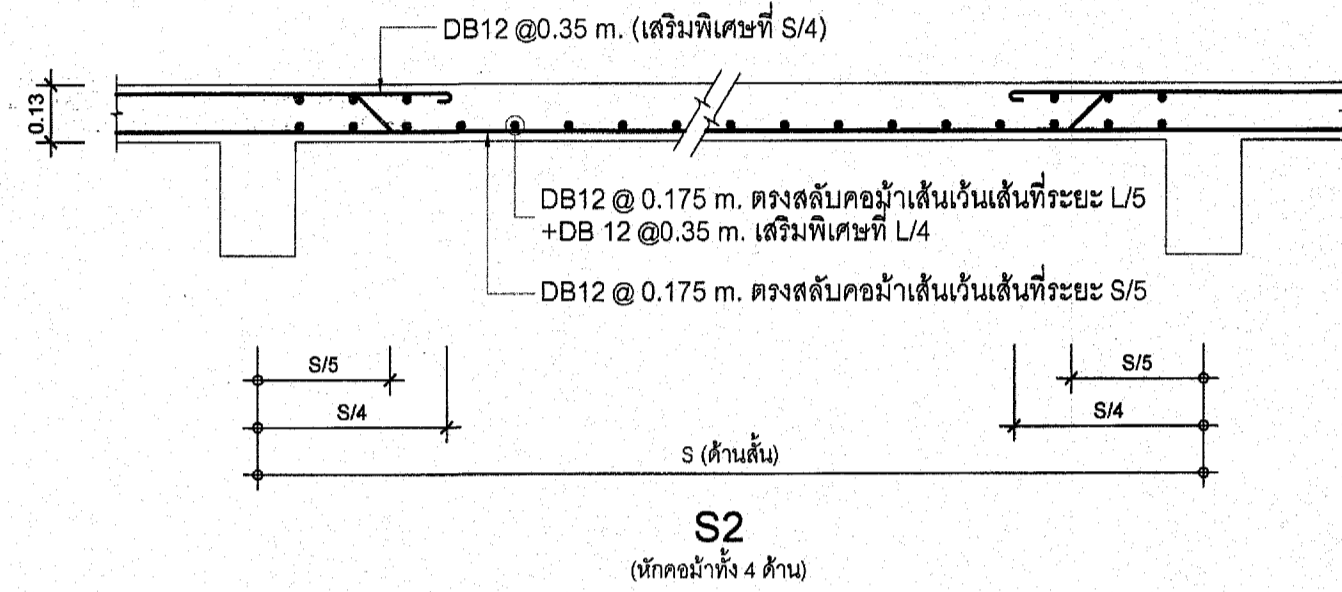 DB12 @0.35 m. (เสริมพิเศษที่ S/4)
0.13
DB12 @ 0.175 m. ตรงสลับคอม้าเส้นเว้นเส้นที่ระยะ L/5
+DB 12 @0.35 m. เสริมพิเศษที่ L/4
DB12 @ 0.175 m. ตรงสลับคอม้าเส้นเว้นเส้นที่ระยะ S/5
S/5
S/5
S/4
S/4
S (ด้านสั้น)
S2
(หักคอม้าทั้ง 4 ด้าน)